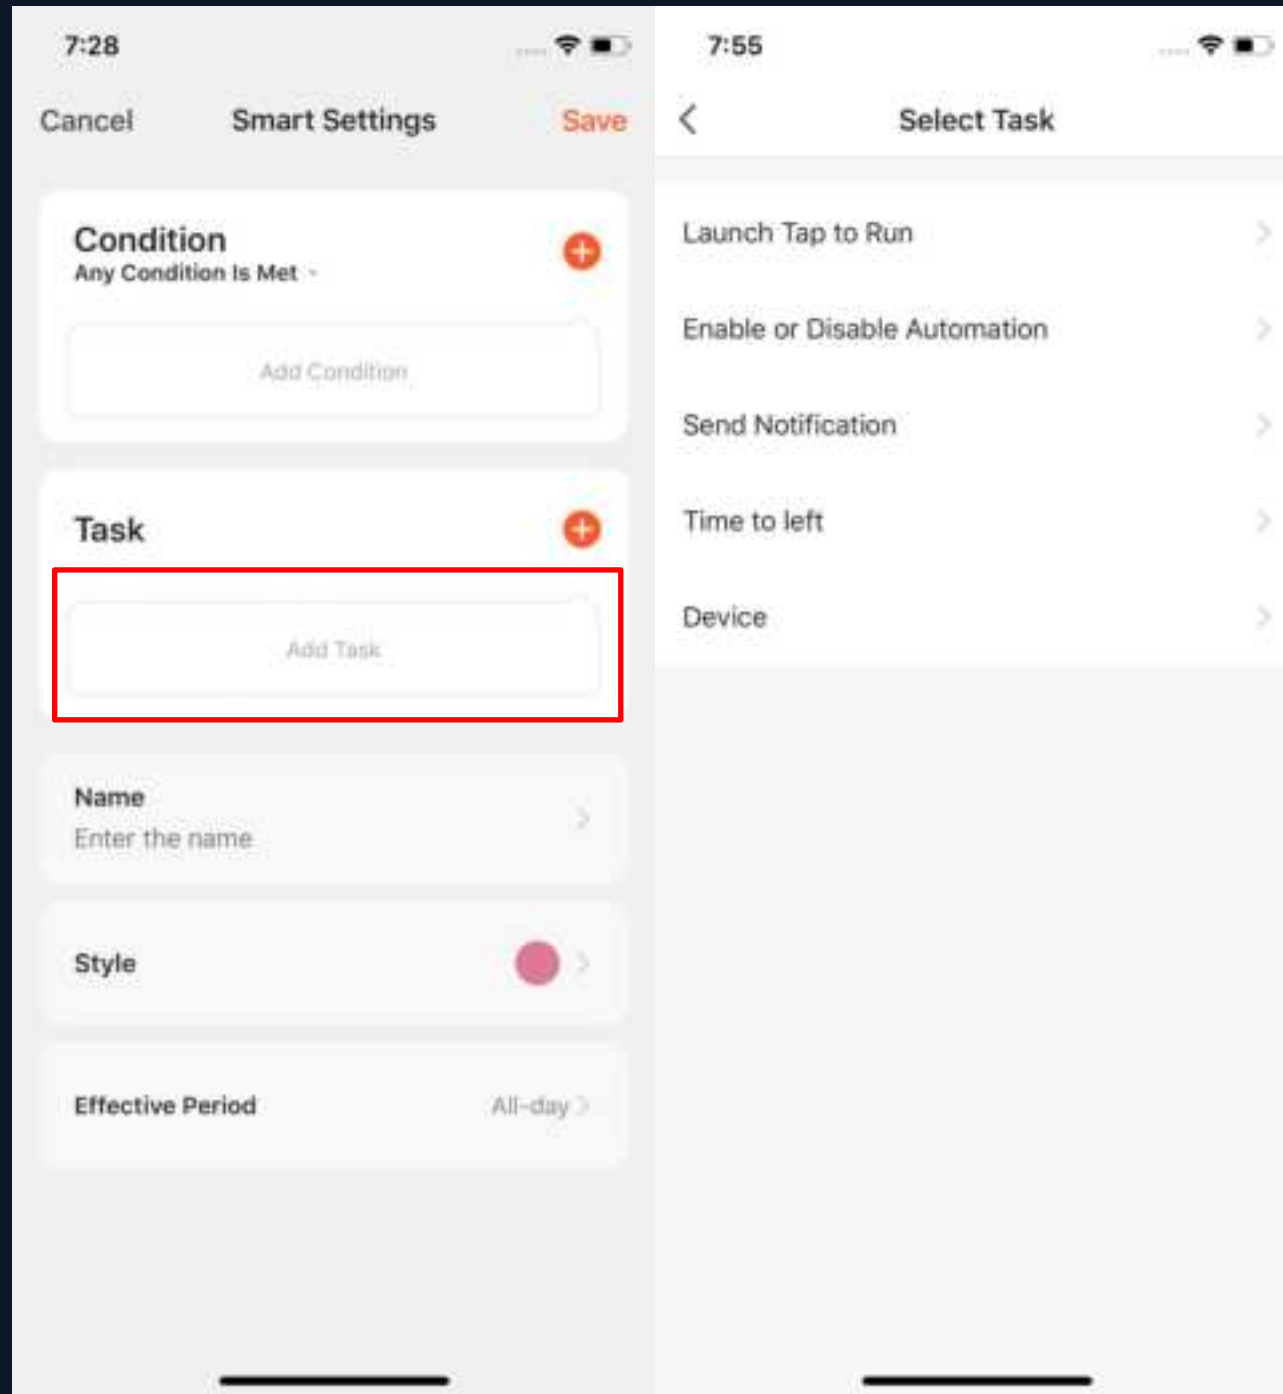 7:28
Cancel
Smart Settings
Save
Condition
Any Condition Is Met
Add Condition
Task
Add Task
Name
Enter the name
Style
Effective Period
All-day
7:55
Select Task
Launch Tap to Run
Enable or Disable Automation
Send Notification
Time to left
Device